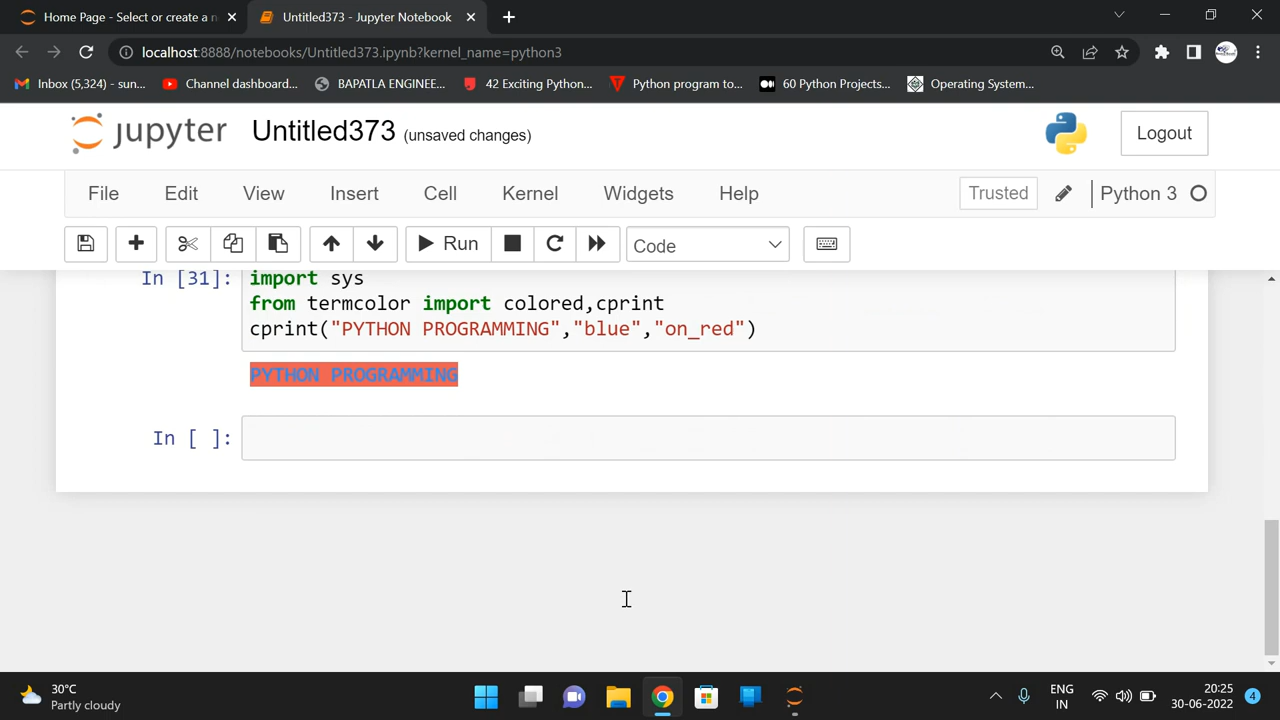 Home Page - Select or create a n
Untitled373 - Jupyter Notebook
localhost:8888/notebooks/Untitled373.ipynb?kernel_name=python3
Inbox (5,324) - sun...
Channel dashboard...
BAPATLA ENGINEE...
42 Exciting Python...
Python program to...
60 Python Projects...
Operating System...
jupyter
Untitled373 (unsaved changes)
Logout
File
Edit
View
Insert
Cell
Kernel
Widgets
Help
Trusted
Python 3
Run
Code
In [31]:
import sys
from termcolor import colored,cprint
cprint("PYTHON PROGRAMMING","blue","on_red")
PYTHON PROGRAMMING
In [ ]:
30°C
Partly cloudy
ENG
IN
20:25
30-06-2022
4